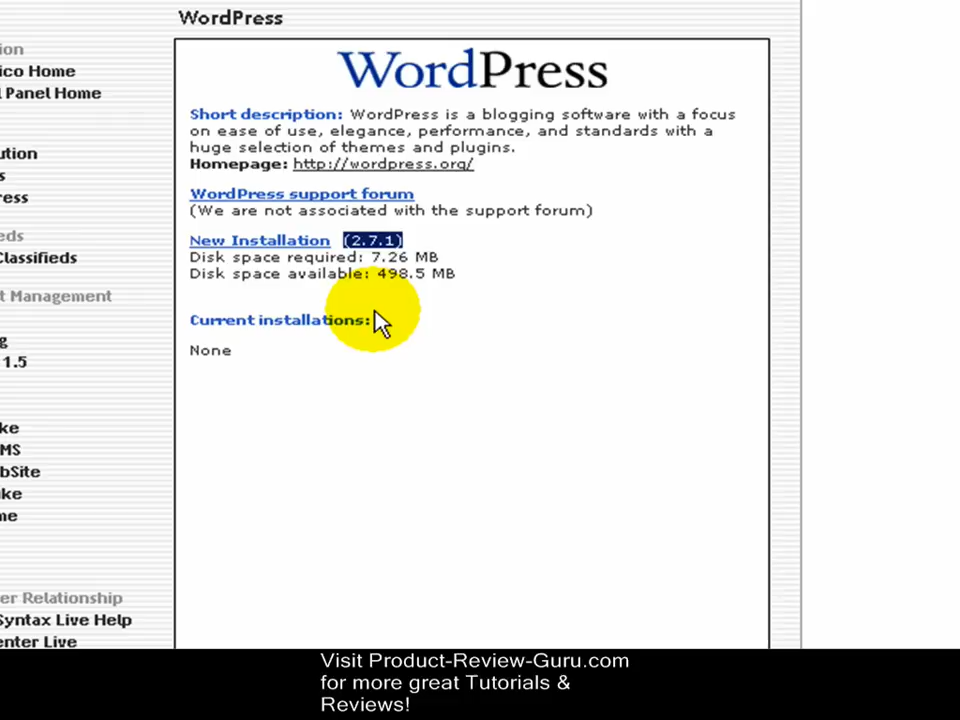 WordPress
ion
ico Home
l Panel Home
ution
s
ress
eds
Classifieds
t Management
g
1.5
ke
MS
bSite
ike
me
er Relationship
Syntax Live Help
enter Live
WordPress
Short description: WordPress is a blogging software with a focus
on ease of use, elegance, performance, and standards with a
huge selection of themes and plugins.
Homepage: http://wordpress.org/
WordPress support forum
(We are not associated with the support forum)
New Installation (2.7.1)
Disk space required: 7.26 MB
Disk space available: 498.5 MB
Current installations:
None
Visit Product-Review-Guru.com
for more great Tutorials &
Reviews!